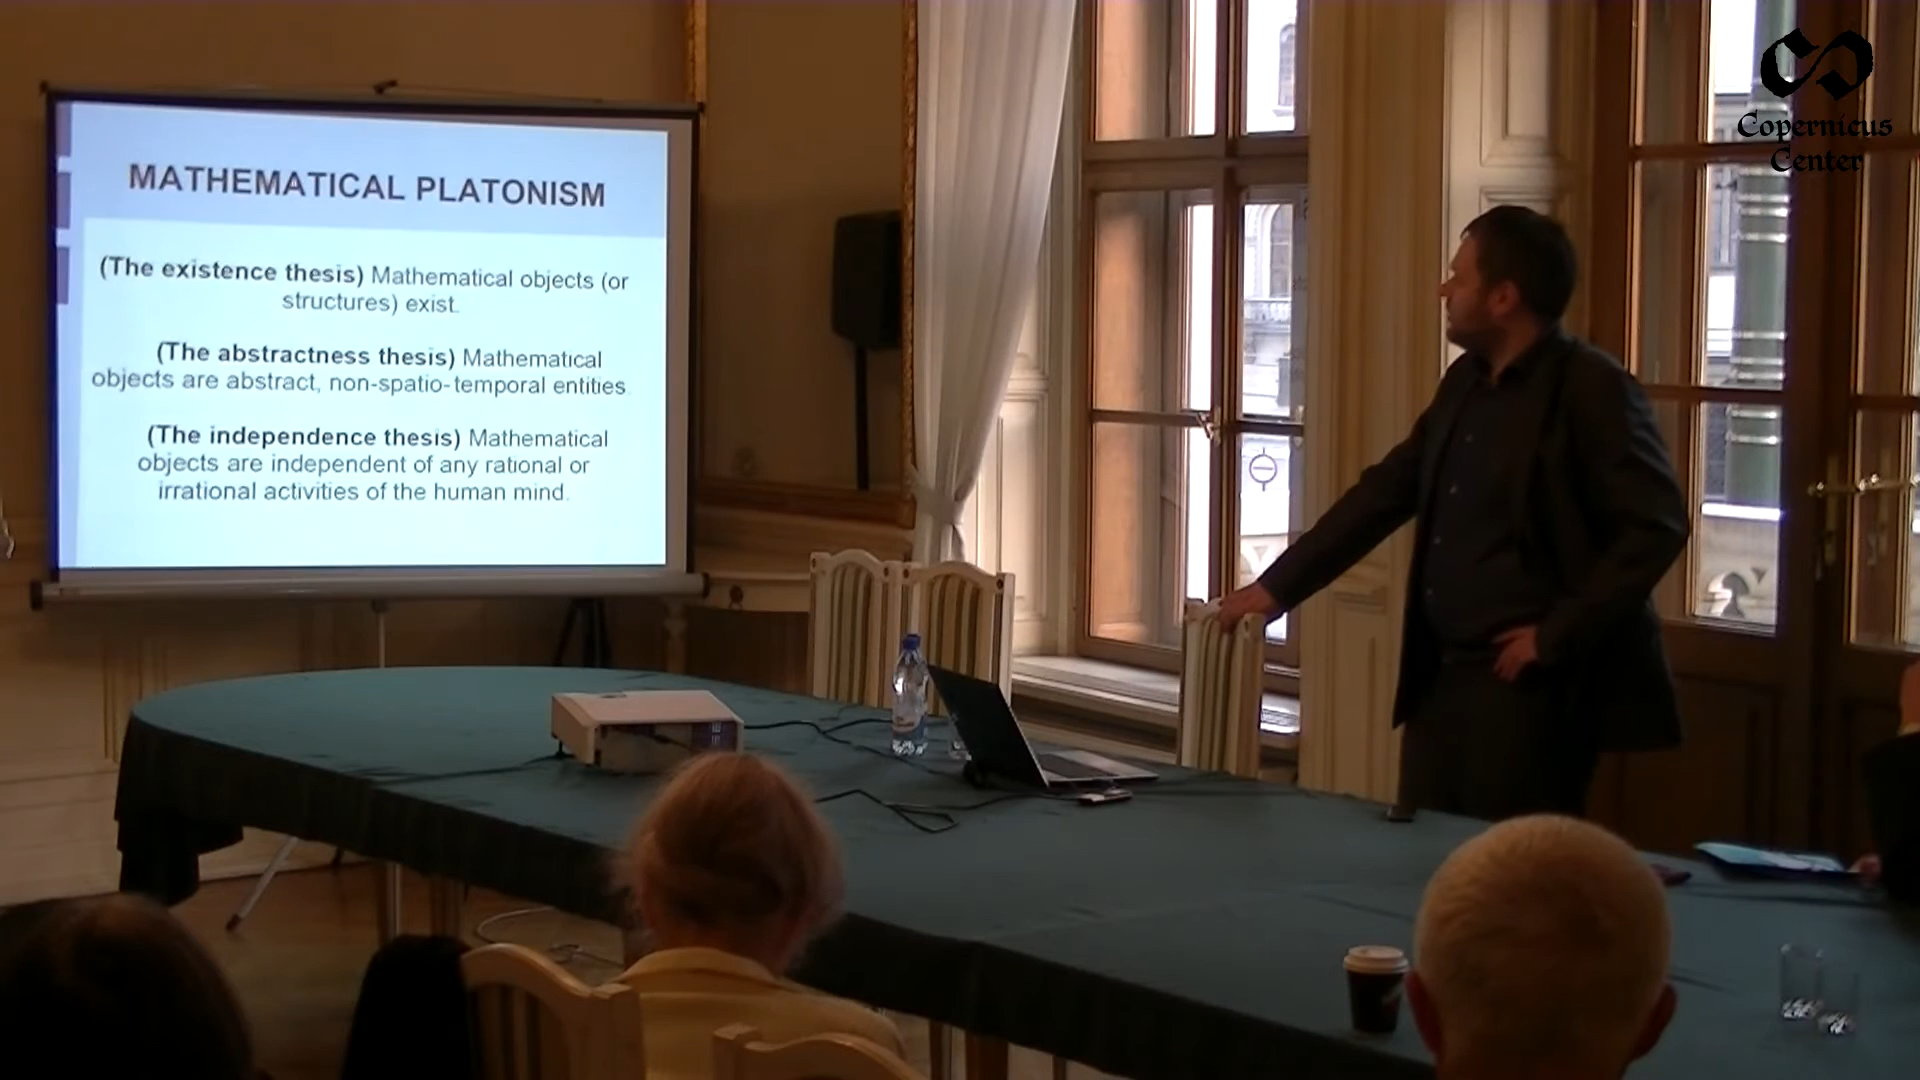 MATHEMATICAL PLATONISM
(The existence thesis) Mathematical objects (or
structures) exist.
(The abstractness thesis) Mathematical
objects are abstract, non-spatio-temporal entities.
(The independence thesis) Mathematical
objects are independent of any rational or
irrational activities of the human mind.
Copernicus
Center